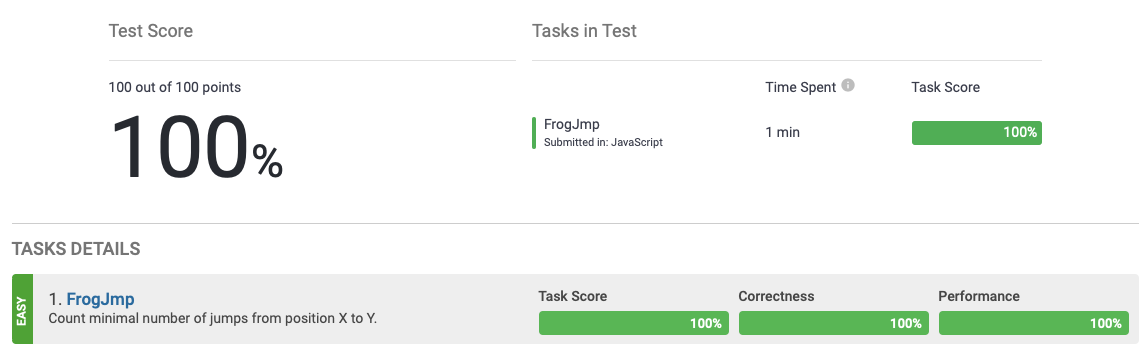 Test Score
Tasks in Test
100 out of 100 points
Time Spent
Task Score
100%
FrogJmp
Submitted in: JavaScript
1 min
100%
TASKS DETAILS
EASY
1. FrogJmp
Count minimal number of jumps from position X to Y.
Task Score
Correctness
Performance
100%
100%
100%